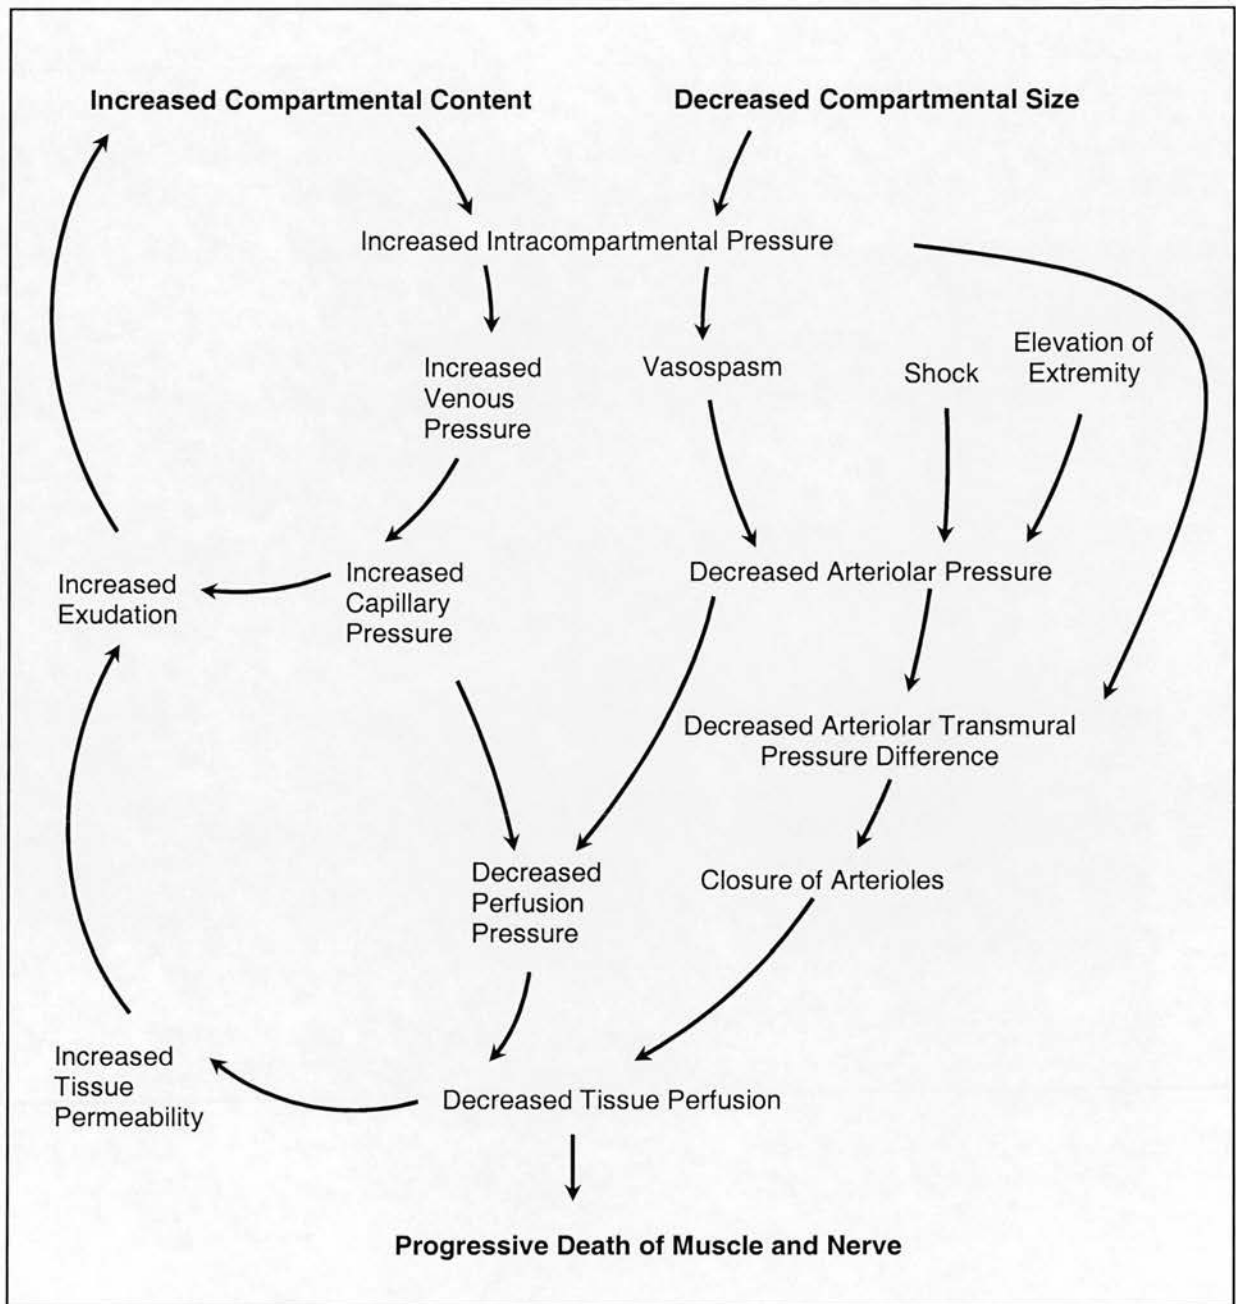 Increased Compartmental Content
Decreased Compartmental Size
Increased Intracompartmental Pressure
Increased
Venous
Pressure
Vasospasm
Shock
Elevation of
Extremity
Increased
Exudation
Increased
Capillary
Pressure
Decreased Arteriolar Pressure
Decreased Arteriolar Transmural
Pressure Difference
Decreased
Perfusion
Pressure
Closure of Arterioles
Increased
Tissue
Permeability
Decreased Tissue Perfusion
Progressive Death of Muscle and Nerve